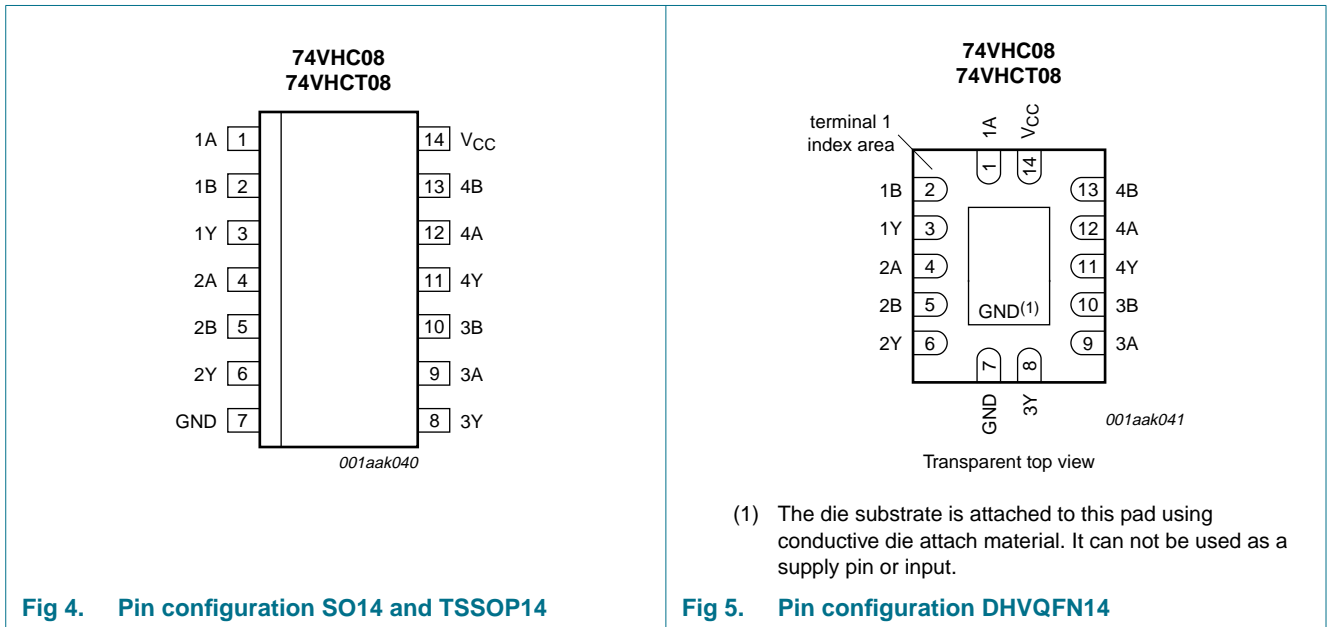 74VHC08
74VHCT08
1A 1 14 VCC
1B 2 13 4B
1Y 3 12 4A
2A 4 11 4Y
2B 5 10 3B
2Y 6 9 3A
GND 7 8 3Y
001aak040
Fig 4. Pin configuration SO14 and TSSOP14
74VHC08
74VHCT08
terminal 1
index area
1A VCC
1 14
1B 2 13 4B
1Y 3 12 4A
2A 4 11 4Y
2B 5 10 3B
GND(1)
2Y 6 9 3A
7 8
GND 3Y
001aak041
Transparent top view
(1) The die substrate is attached to this pad using
conductive die attach material. It can not be used as a
supply pin or input.
Fig 5. Pin configuration DHVQFN14